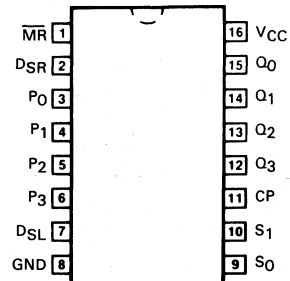 M̅R̅ 1 16 VCC
DSR 2 15 Q0
P0 3 14 Q1
P1 4 13 Q2
P2 5 12 Q3
P3 6 11 CP
DSL 7 10 S1
GND 8 9 S0